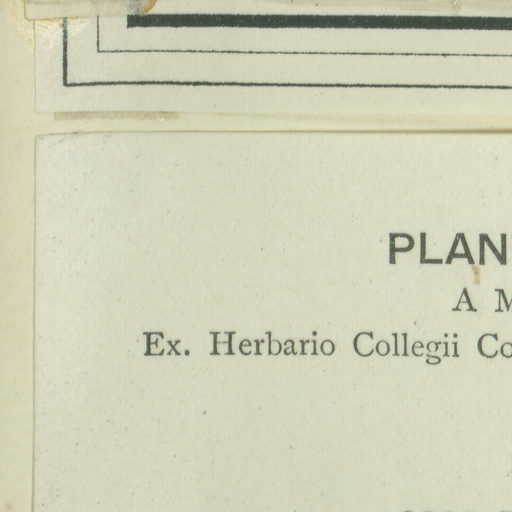 PLAN
A M
Ex. Herbario Collegii Co